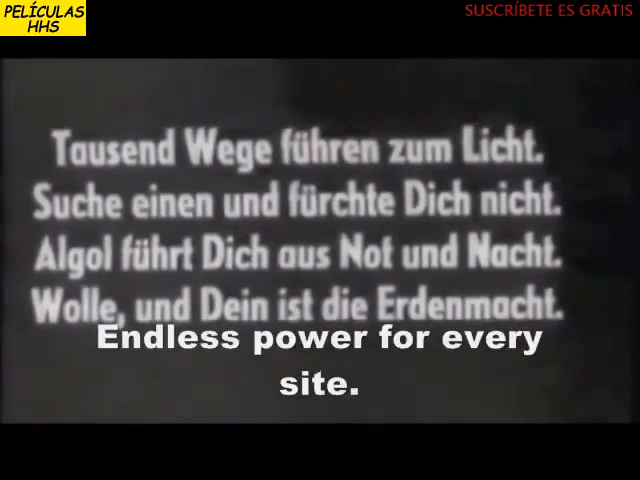 PELÍCULAS
HHS
SUSCRÍBETE ES GRATIS
Tausend Wege führen zum Licht.
Suche einen und fürchte Dich nicht.
Algol führt Dich aus Not und Nacht.
Wolle, und Dein ist die Erdenmacht.
Endless power for every
site.